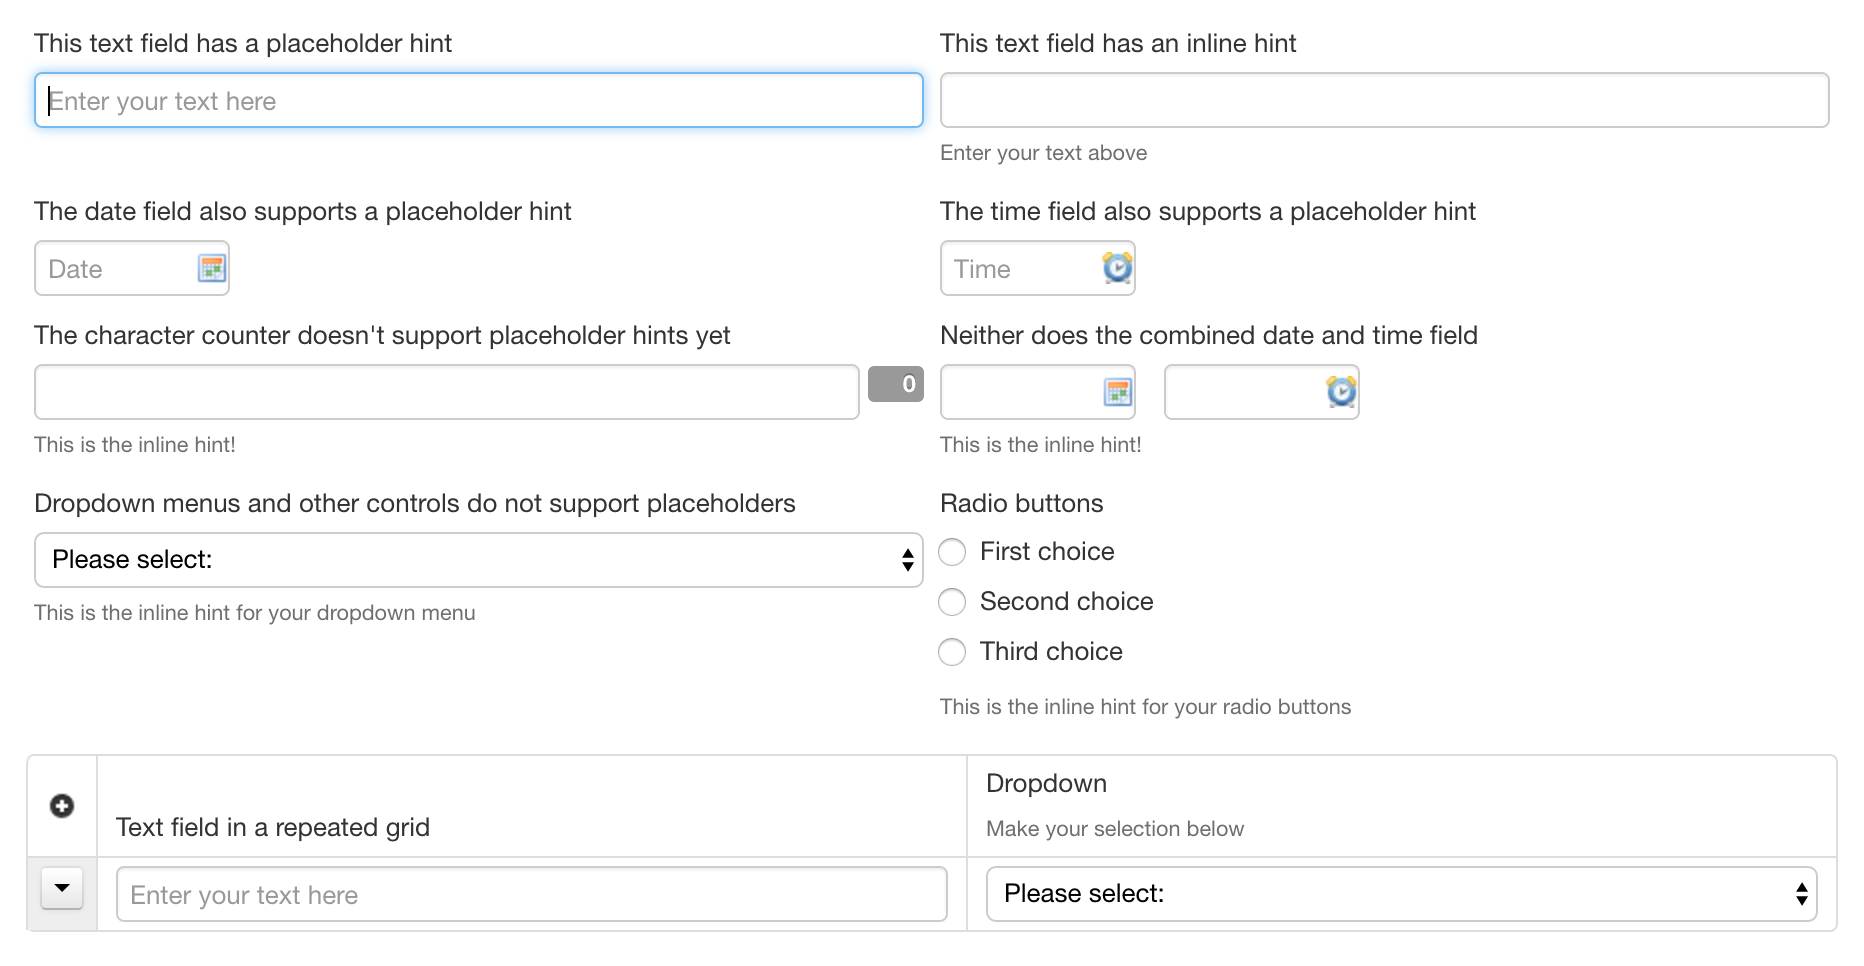 This text field has a placeholder hint
Enter your text here
This text field has an inline hint
Enter your text above
The date field also supports a placeholder hint
Date
The time field also supports a placeholder hint
Time
The character counter doesn't support placeholder hints yet
0
This is the inline hint!
Neither does the combined date and time field
This is the inline hint!
Dropdown menus and other controls do not support placeholders
Please select:
This is the inline hint for your dropdown menu
Radio buttons
First choice
Second choice
Third choice
This is the inline hint for your radio buttons
Text field in a repeated grid
Dropdown
Make your selection below
Enter your text here
Please select: